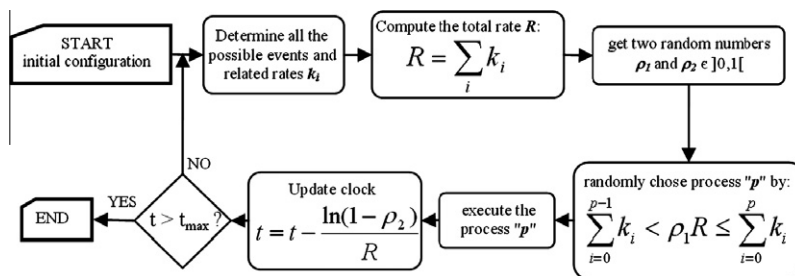 START
initial configuration
Determine all the
possible events and
related rates k_i
Compute the total rate R:
R = ∑_i k_i
get two random numbers
ρ_1 and ρ_2 ϵ ]0,1[
randomly chose process "p" by:
∑_{i=0}^{p-1} k_i < ρ_1 R ≤ ∑_{i=0}^{p} k_i
execute the
process "p"
Update clock
t = t - ln(1 - ρ_2) / R
t > t_max ?
NO
YES
END